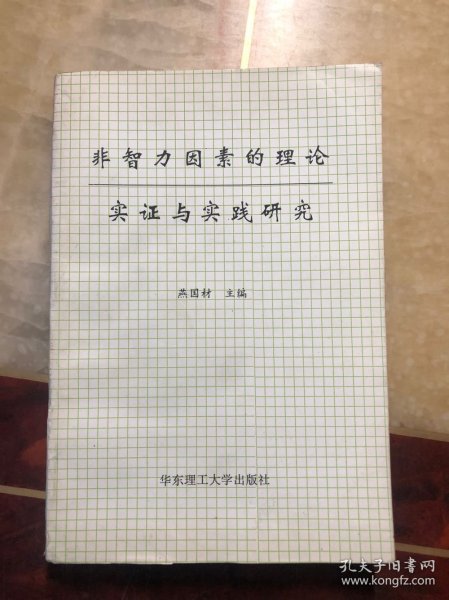 非智力因素的理论
实证与实践研究
燕国材 主编
华东理工大学出版社
孔夫子旧书网
www.kongfz.com